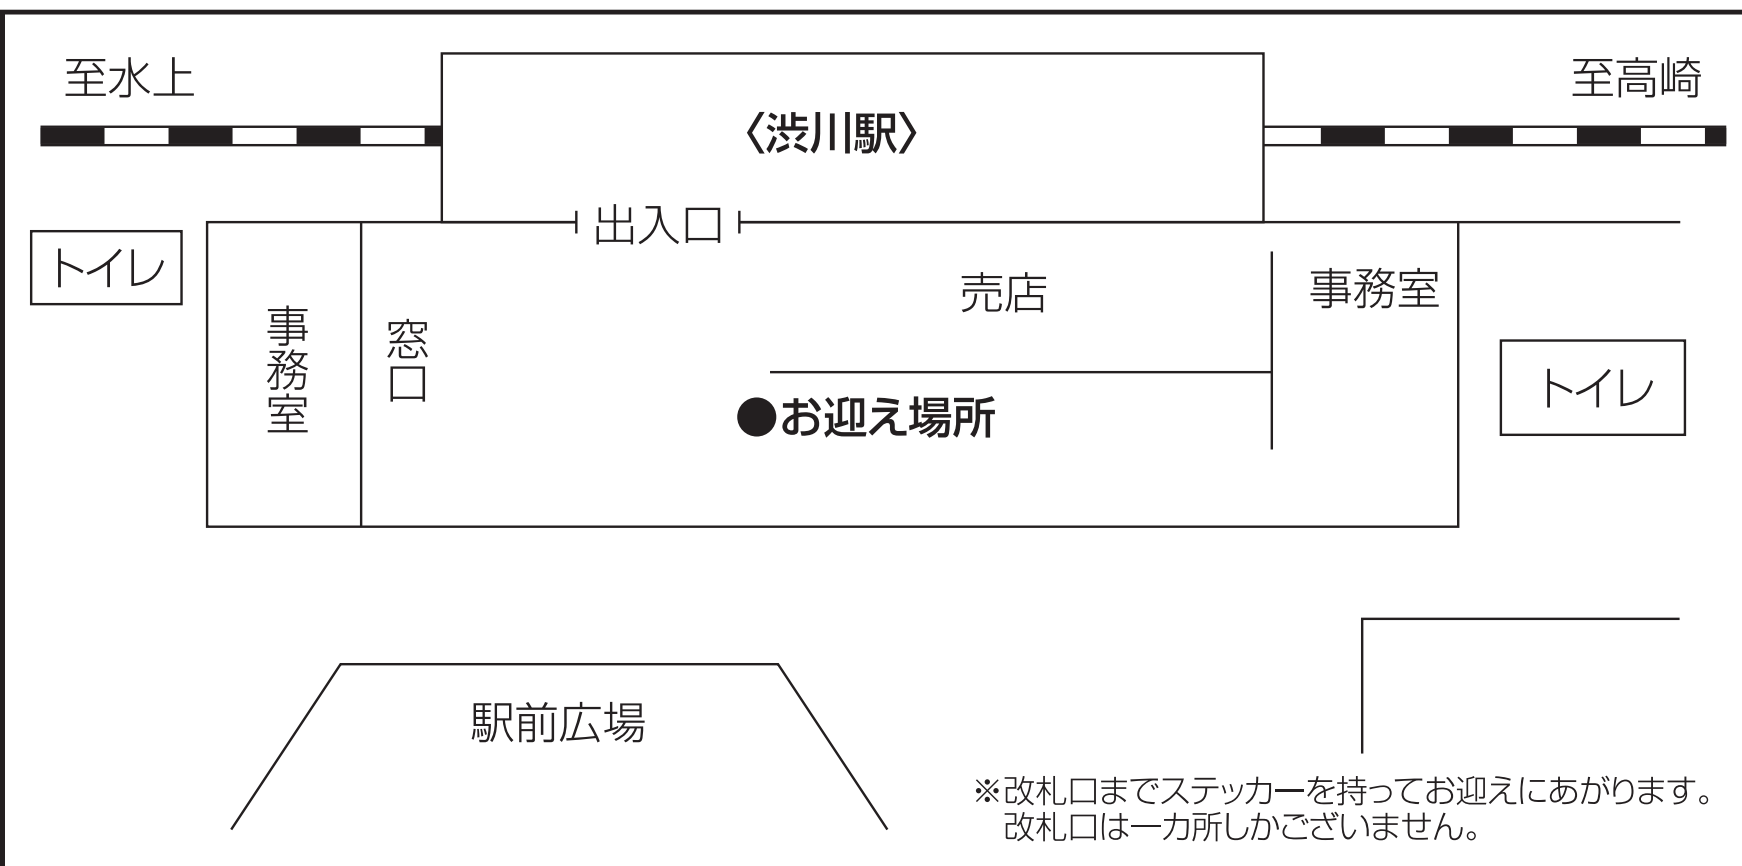 至水上
至高崎
〈渋川駅〉
出入口
トイレ
売店
事務室
事務室
窓口
トイレ
●お迎え場所
駅前広場
※改札口までステッカーを持ってお迎えにあがります。
改札口は一カ所しかございません。